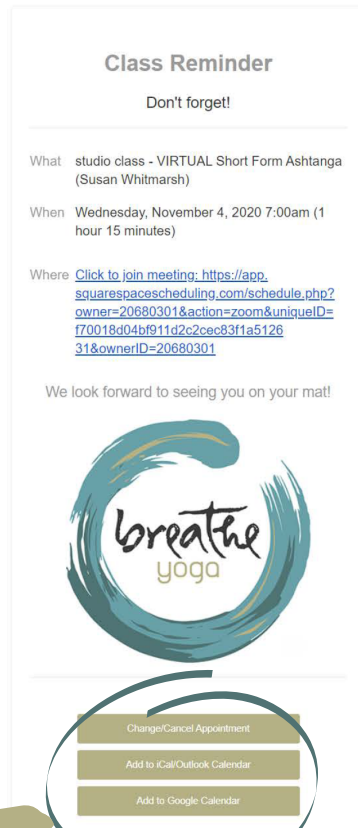 Class Reminder
Don't forget!
What studio class - VIRTUAL Short Form Ashtanga
(Susan Whitmarsh)
When Wednesday, November 4, 2020 7:00am (1
hour 15 minutes)
Where Click to join meeting: https://app.
squarespacescheduling.com/schedule.php?
owner=20680301&action=zoom&uniqueID=
f70018d04bf911d2c2cec83f1a5126
31&ownerID=20680301
We look forward to seeing you on your mat!
breathe
yoga
Change/Cancel Appointment
Add to iCal/Outlook Calendar
Add to Google Calendar